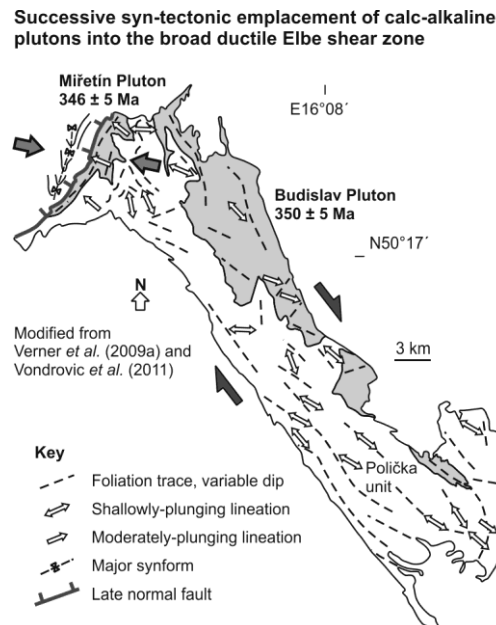 Successive syn-tectonic emplacement of calc-alkaline
plutons into the broad ductile Elbe shear zone
Miřetín Pluton
346 ± 5 Ma
E16°08´
Budislav Pluton
350 ± 5 Ma
N50°17´
N
3 km
Modified from
Verner et al. (2009a) and
Vondrovic et al. (2011)
Polička
unit
Key
Foliation trace, variable dip
Shallowly-plunging lineation
Moderately-plunging lineation
Major synform
Late normal fault